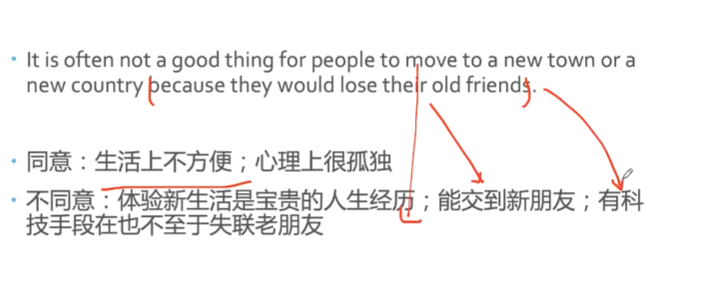 • It is often not a good thing for people to move to a new town or a
new country because they would lose their old friends.
• 同意：生活上不方便；心理上很孤独
• 不同意：体验新生活是宝贵的人生经历；能交到新朋友；有科
技手段在也不至于失联老朋友